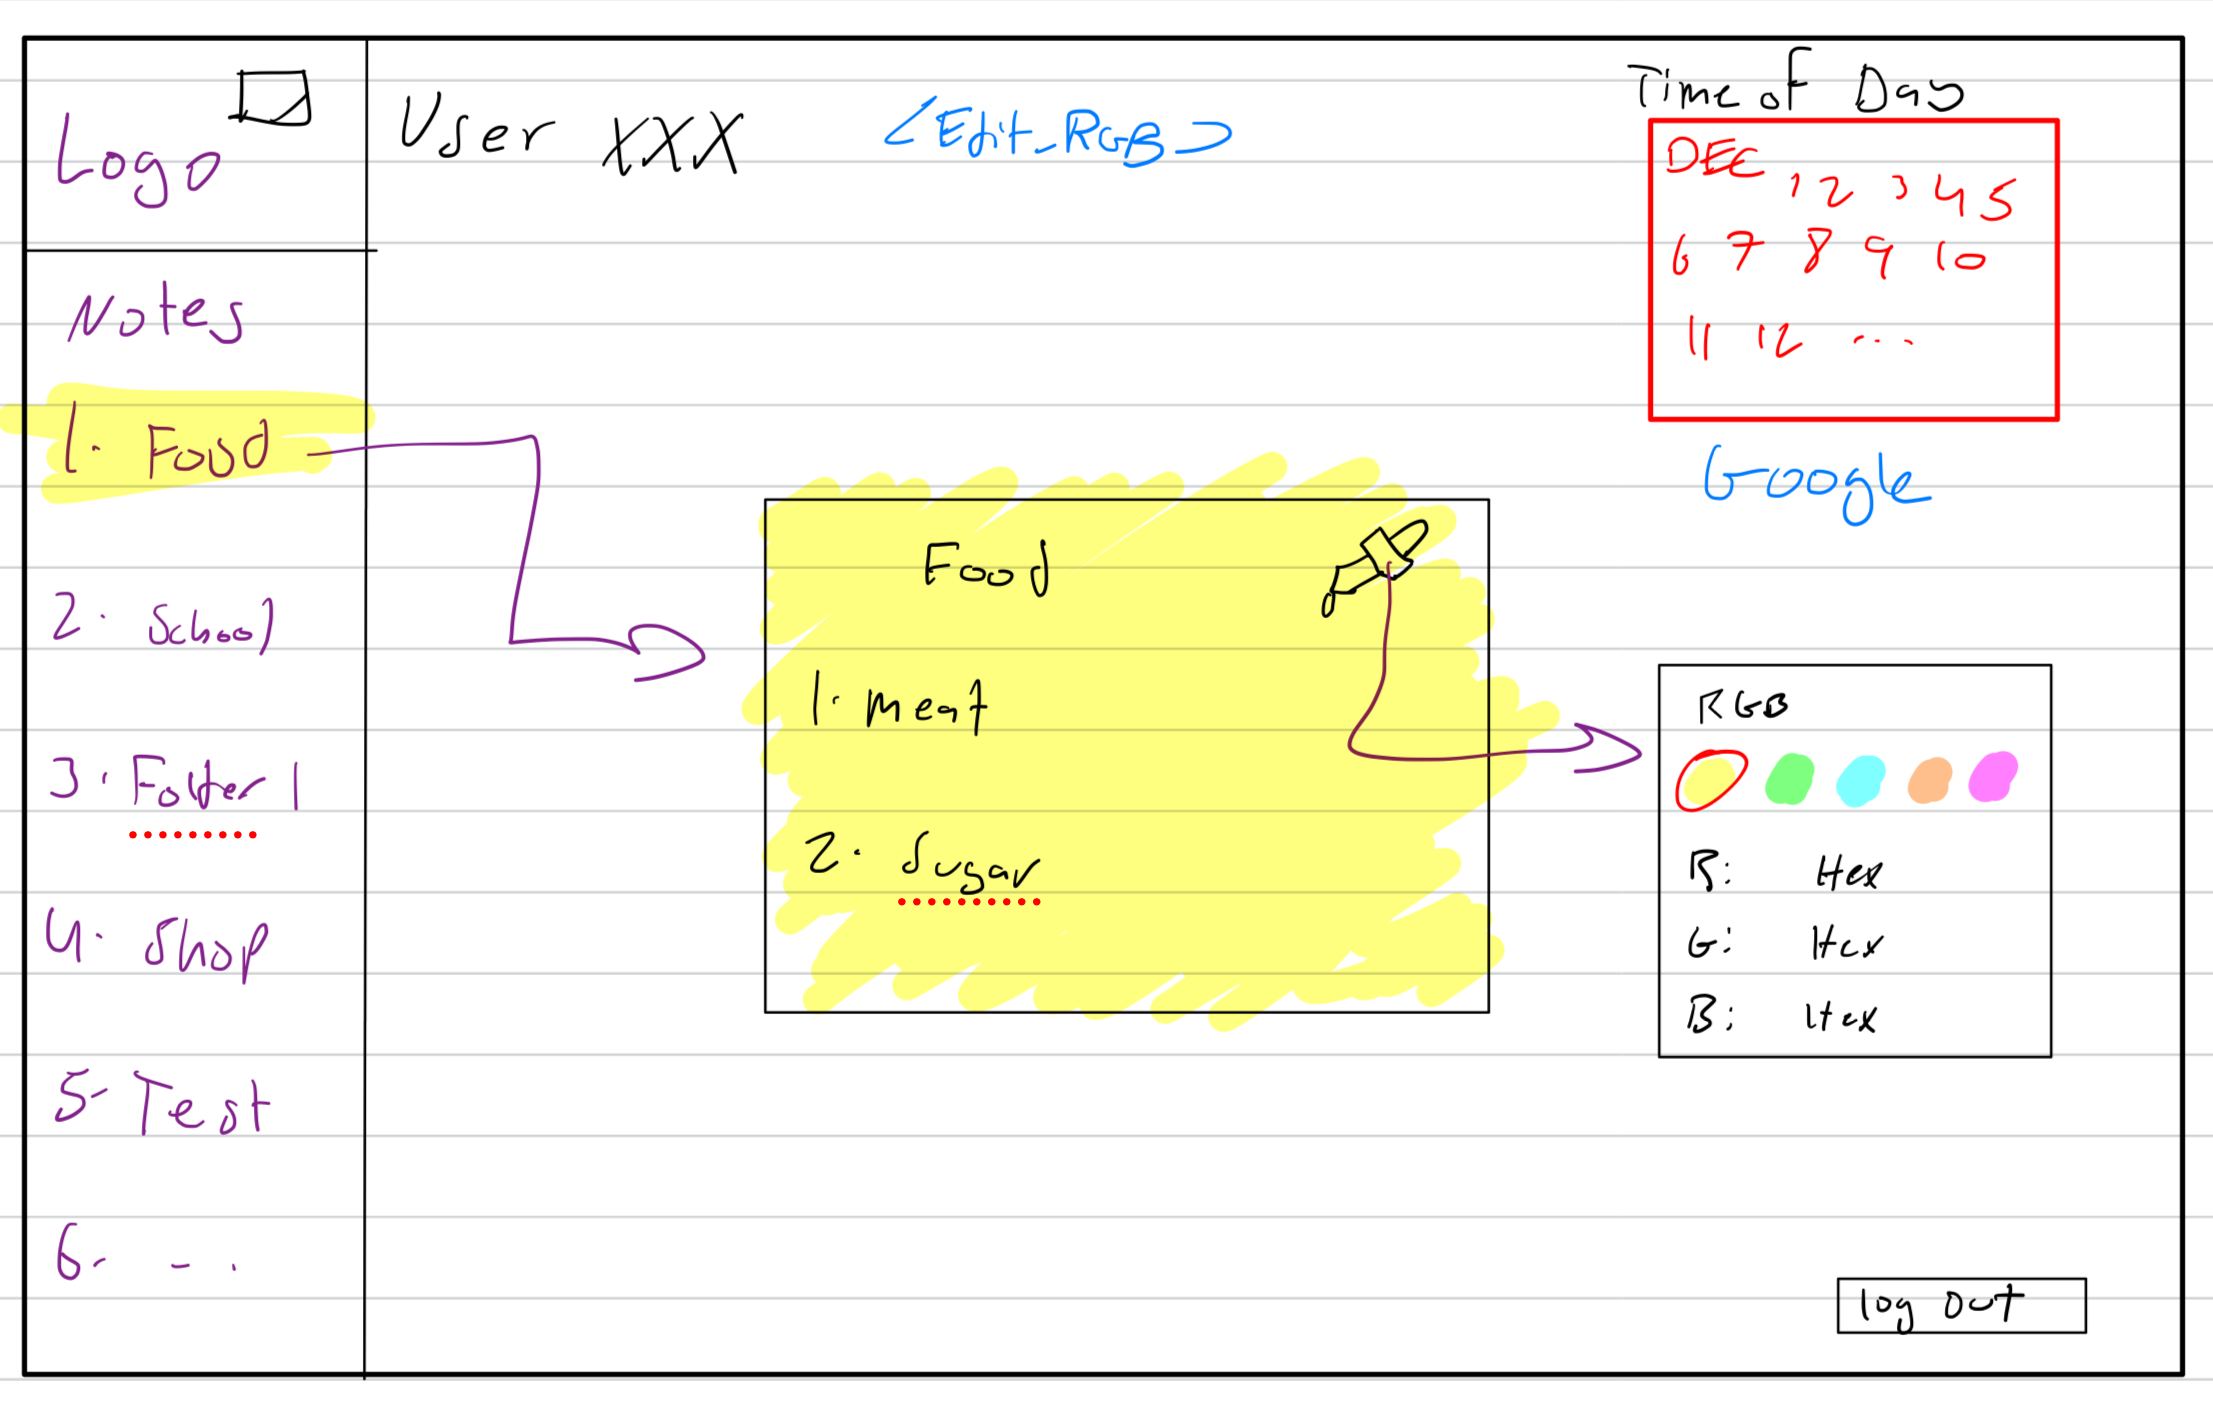 Logo
User XXX
<Edit_RGB>
Time of Day
DEC
1 2 3 4 5
6 7 8 9 10
11 12 ...
Google
Notes
1. Food
2. School
3. Folder 1
4. Shop
5- Test
6. - . .
Food
1. meat
2. Sugar
RGB
R: Hex
G: Hex
B: Hex
log out